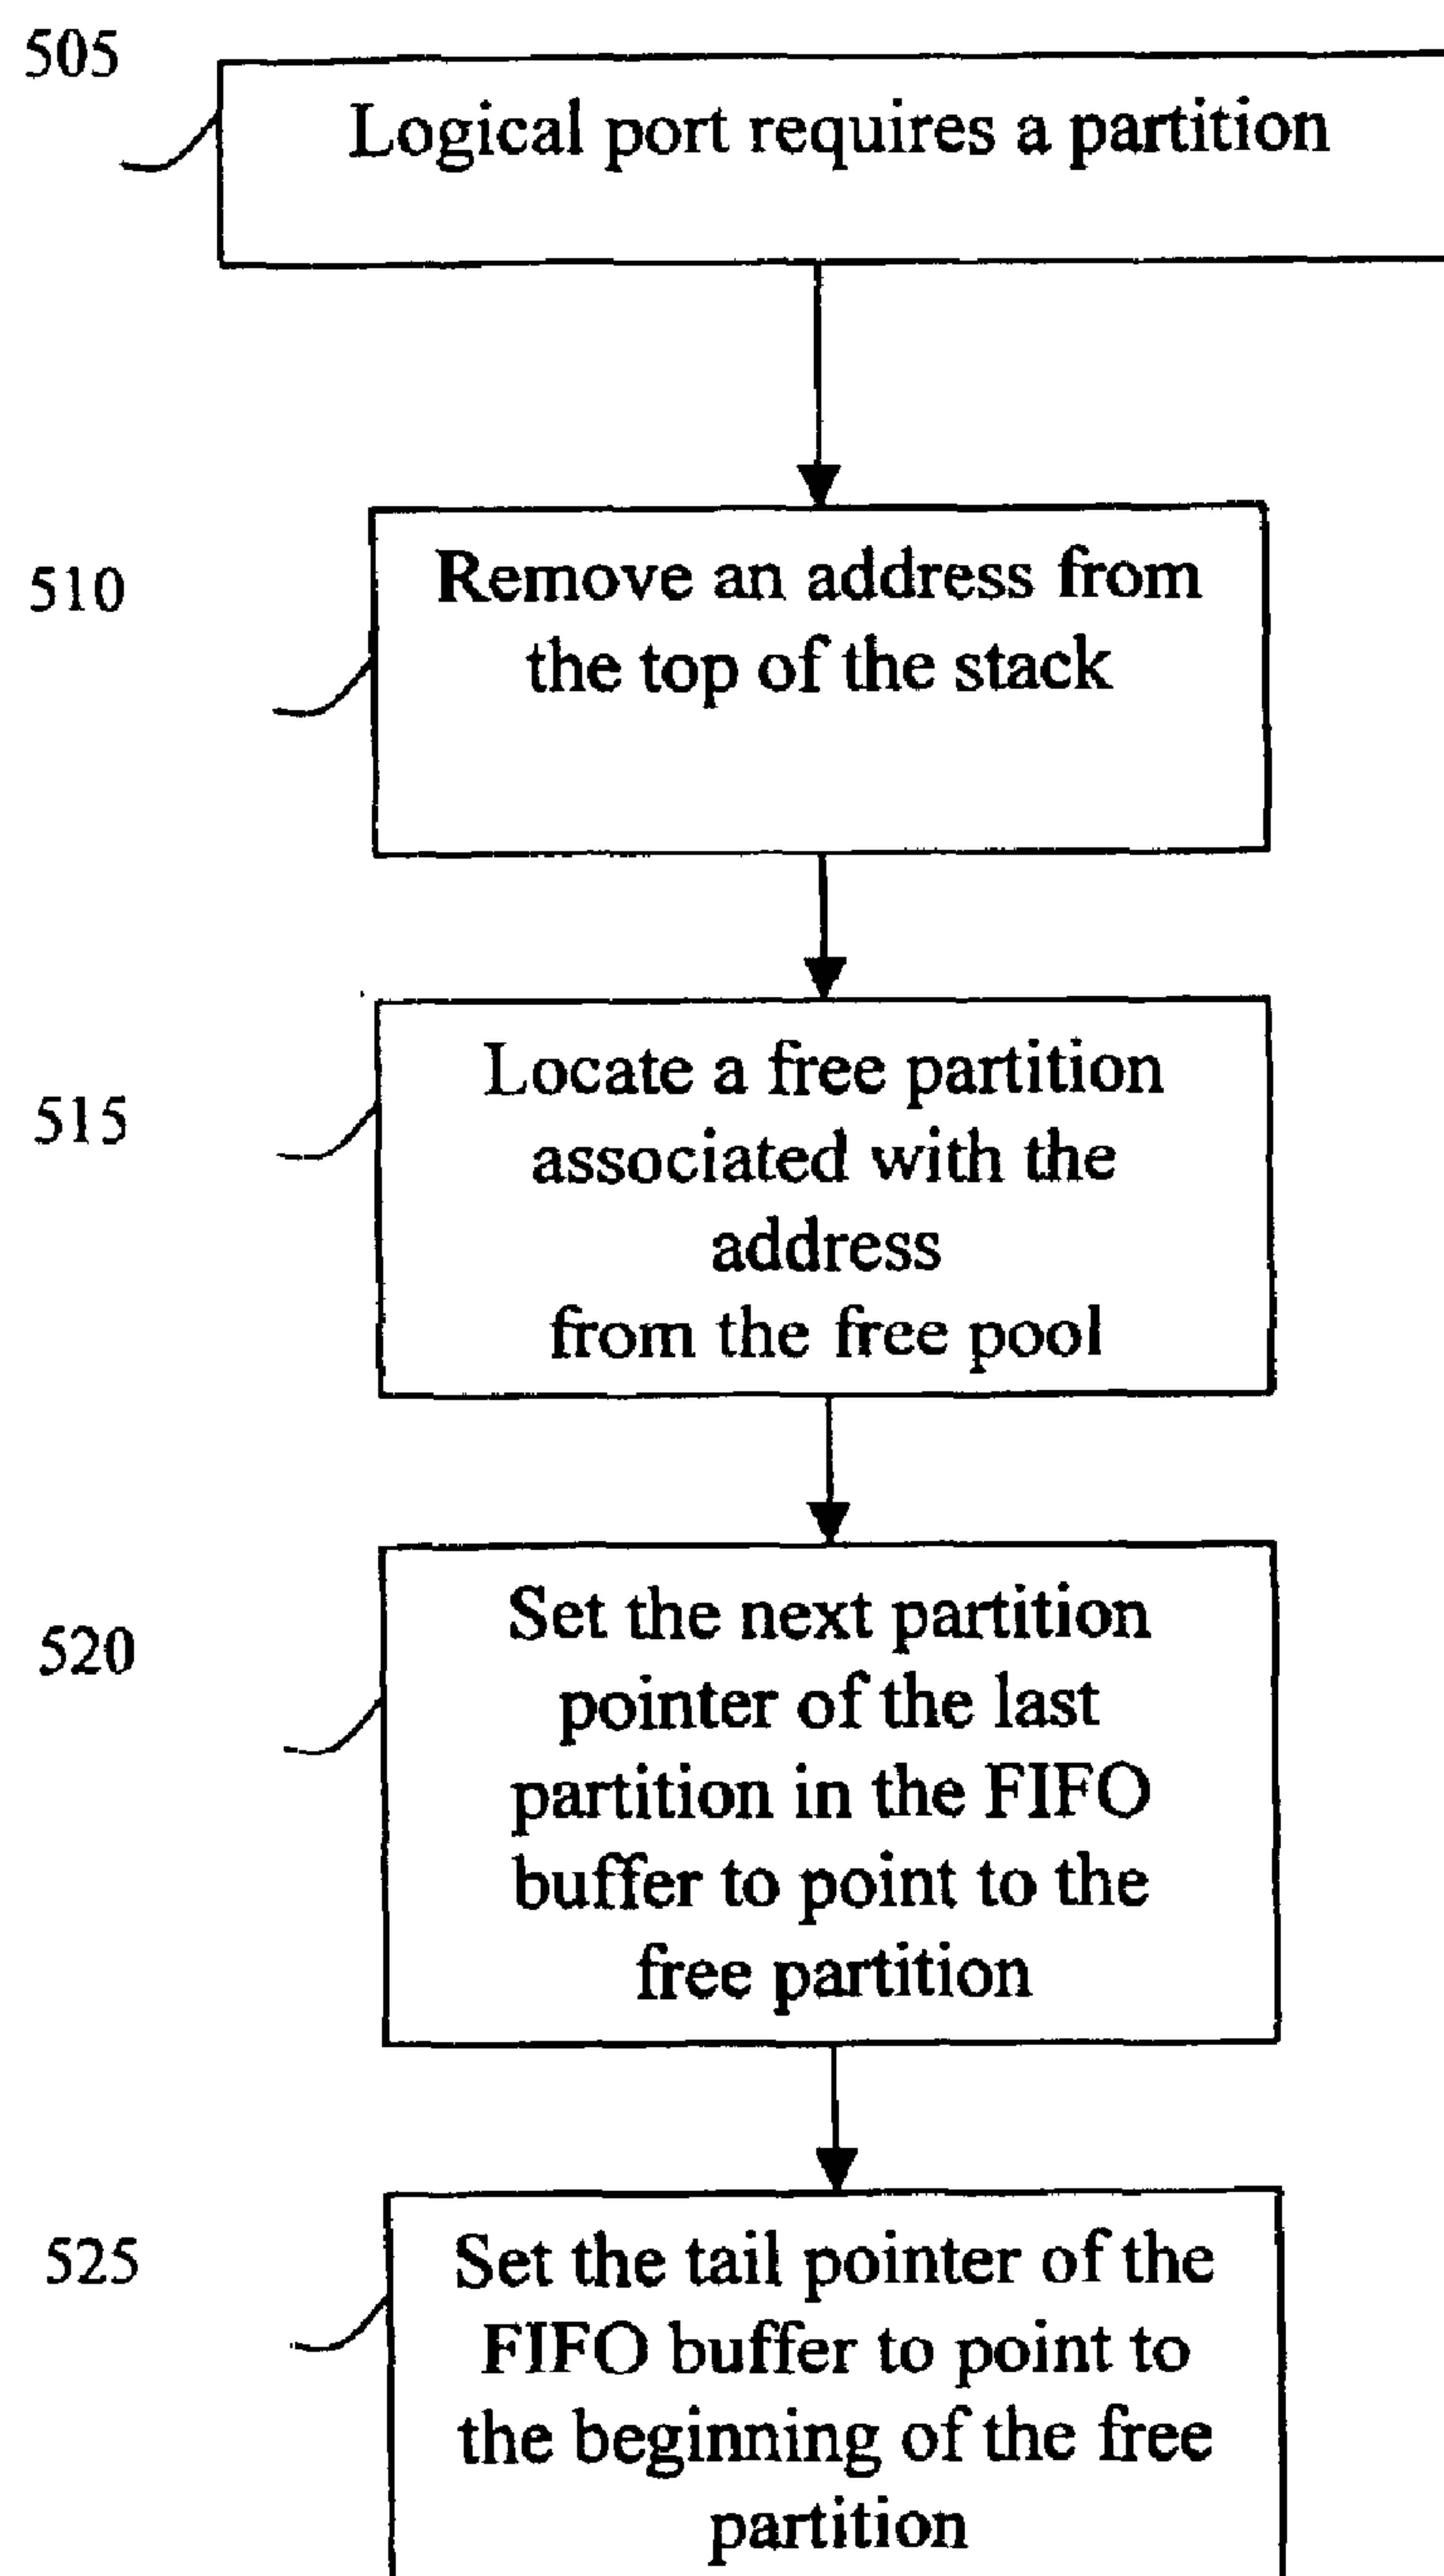 505
Logical port requires a partition
510
Remove an address from
the top of the stack
515
Locate a free partition
associated with the
address
from the free pool
520
Set the next partition
pointer of the last
partition in the FIFO
buffer to point to the
free partition
525
Set the tail pointer of the
FIFO buffer to point to
the beginning of the free
partition